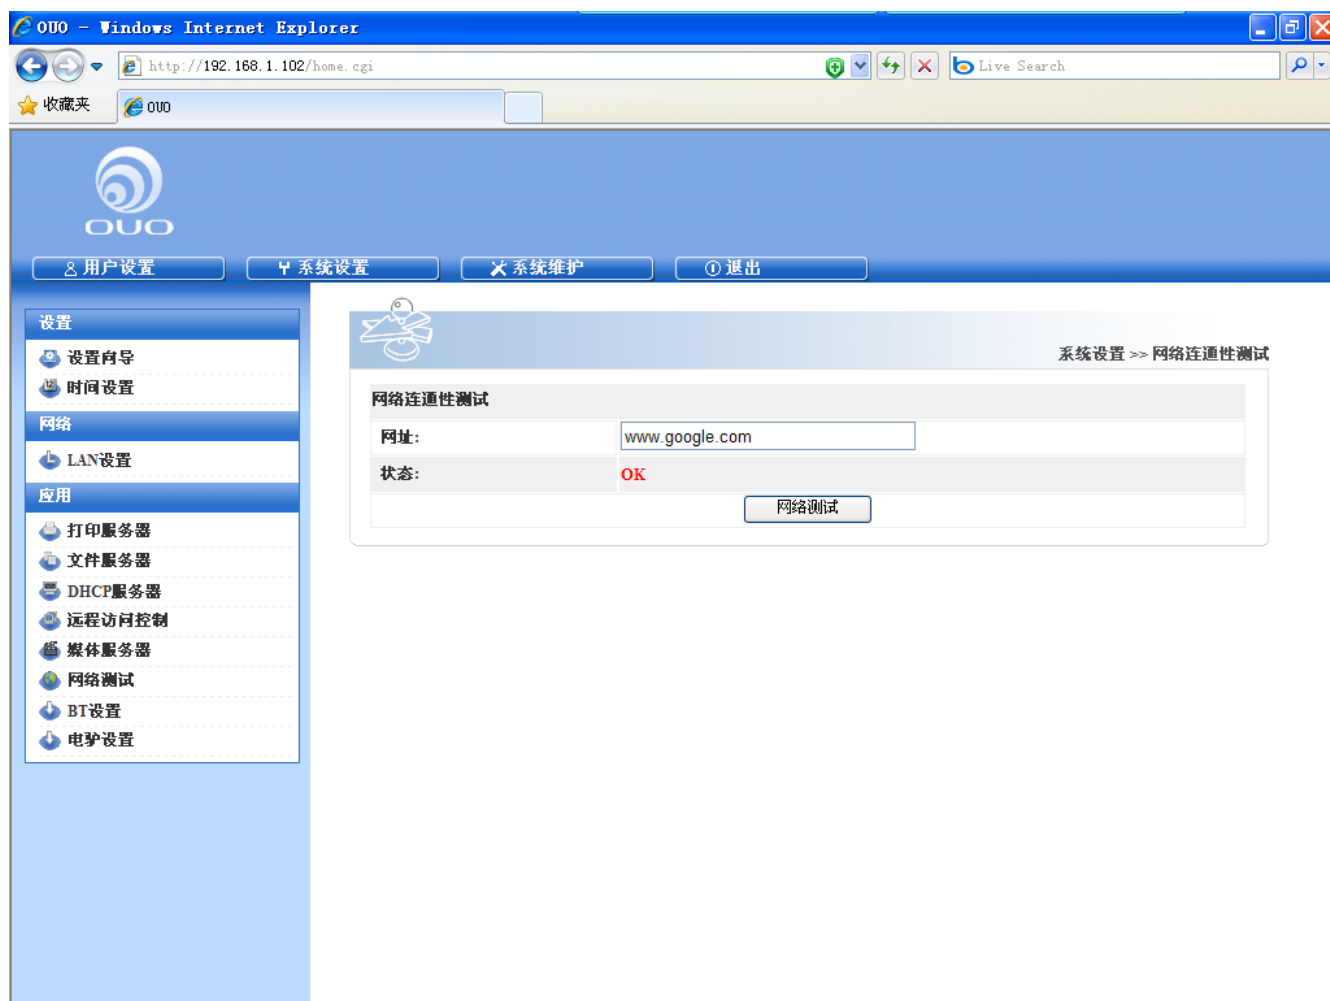 OUO - Windows Internet Explorer
http://192.168.1.102/home.cgi
Live Search
收藏夹
OUO
OUO
用户设置
系统设置
系统维护
退出
设置
设置向导
时间设置
网络
LAN设置
应用
打印服务器
文件服务器
DHCP服务器
远程访问控制
媒体服务器
网络测试
BT设置
电驴设置
系统设置 >> 网络连通性测试
网络连通性测试
网址: www.google.com
状态: OK
网络测试